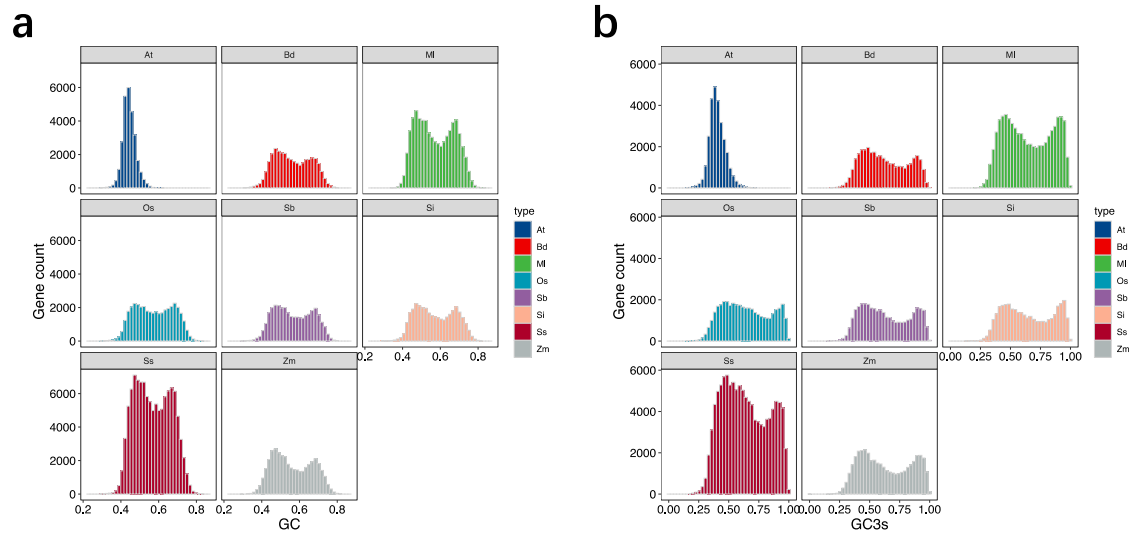 a
At Bd Ml
6000
4000
2000
0
Os Sb Si
6000
4000
2000
0
Gene count
0.2 0.4 0.6 0.8
Ss Zm
6000
4000
2000
0
0.2 0.4 0.6 0.8 0.2 0.4 0.6 0.8
GC
type
At
Bd
Ml
Os
Sb
Si
Ss
Zm
b
At Bd Ml
6000
4000
2000
0
Os Sb Si
6000
4000
2000
0
Gene count
0.00 0.25 0.50 0.75 1.00
Ss Zm
6000
4000
2000
0
0.00 0.25 0.50 0.75 1.00 0.00 0.25 0.50 0.75 1.00
GC3s
type
At
Bd
Ml
Os
Sb
Si
Ss
Zm